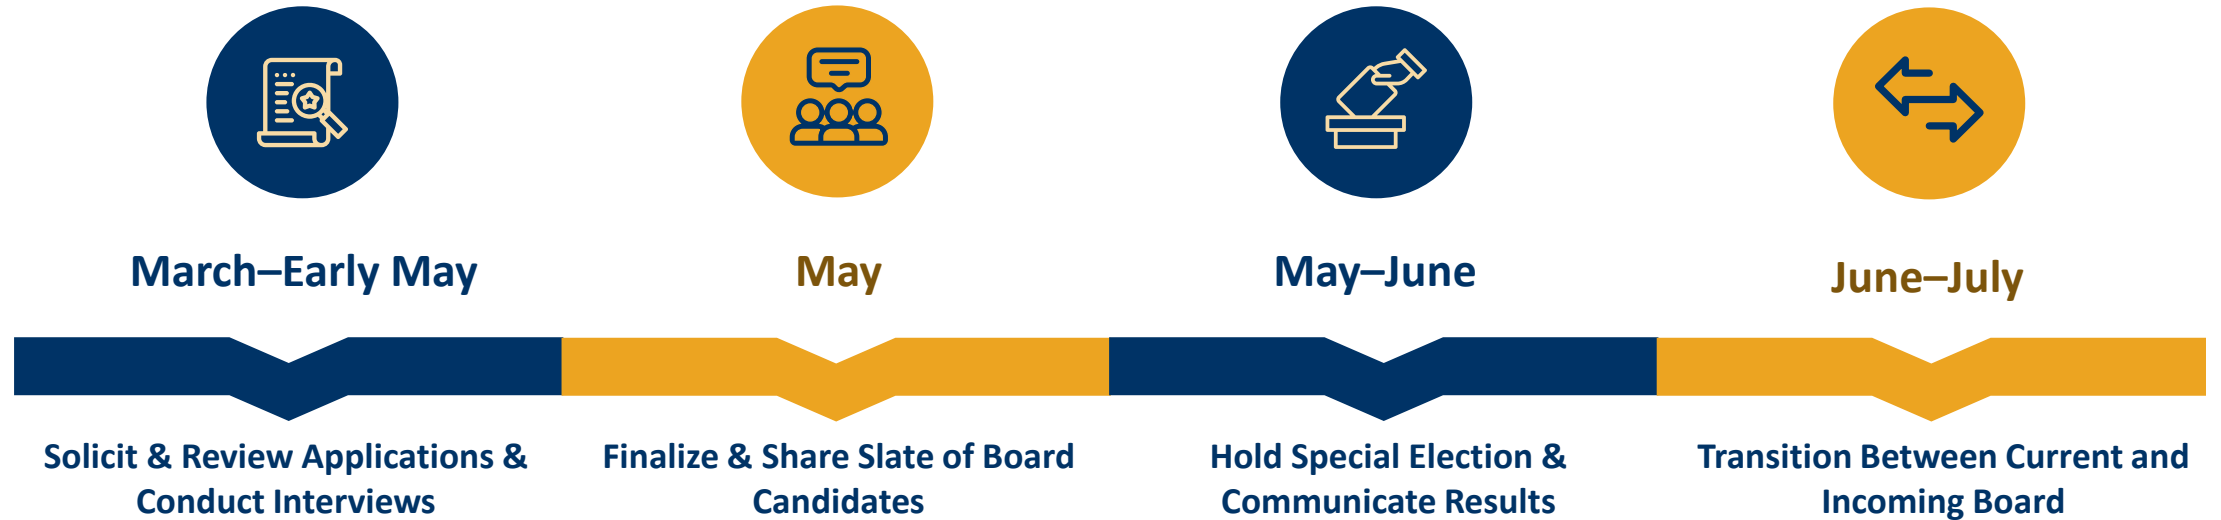 March–Early May
May
May–June
June–July
Solicit & Review Applications &
Conduct Interviews
Finalize & Share Slate of Board
Candidates
Hold Special Election &
Communicate Results
Transition Between Current and
Incoming Board